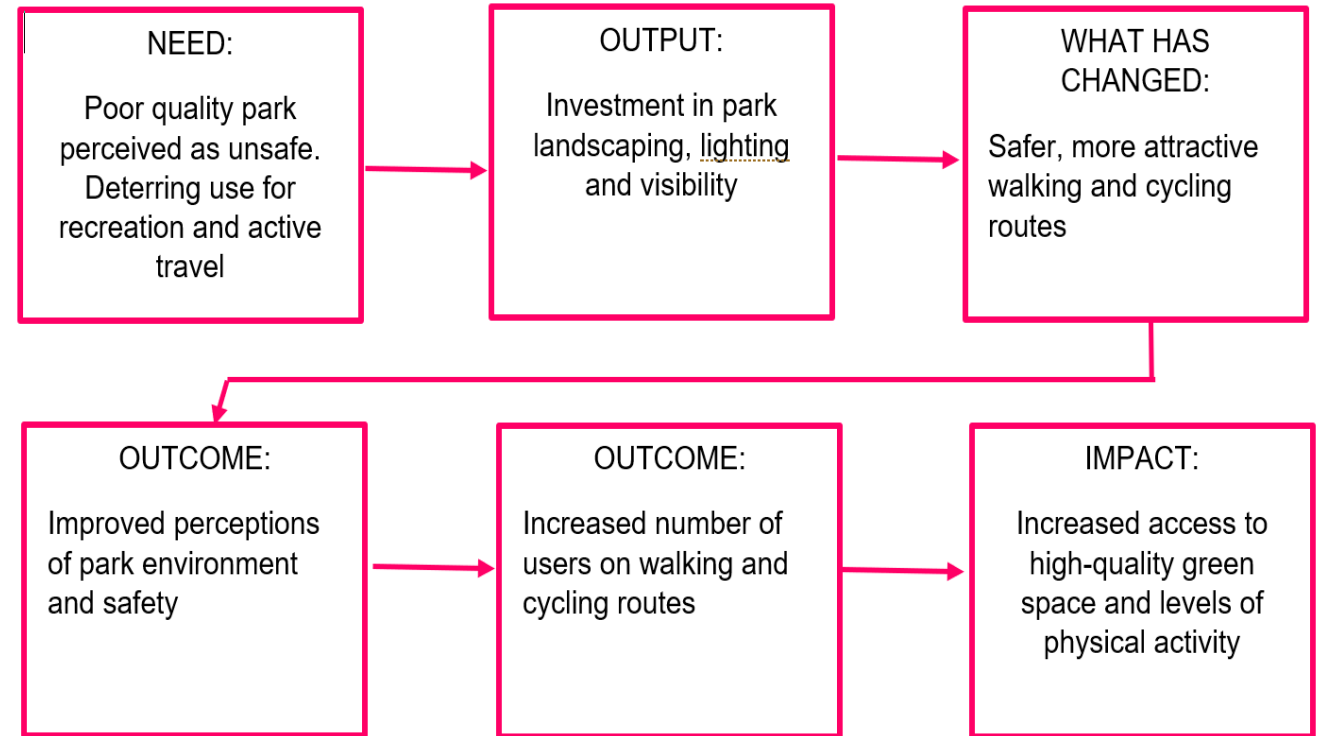 NEED:
Poor quality park
perceived as unsafe.
Deterring use for
recreation and active
travel
OUTPUT:
Investment in park
landscaping, lighting
and visibility
WHAT HAS
CHANGED:
Safer, more attractive
walking and cycling
routes
OUTCOME:
Improved perceptions
of park environment
and safety
OUTCOME:
Increased number of
users on walking and
cycling routes
IMPACT:
Increased access to
high-quality green
space and levels of
physical activity